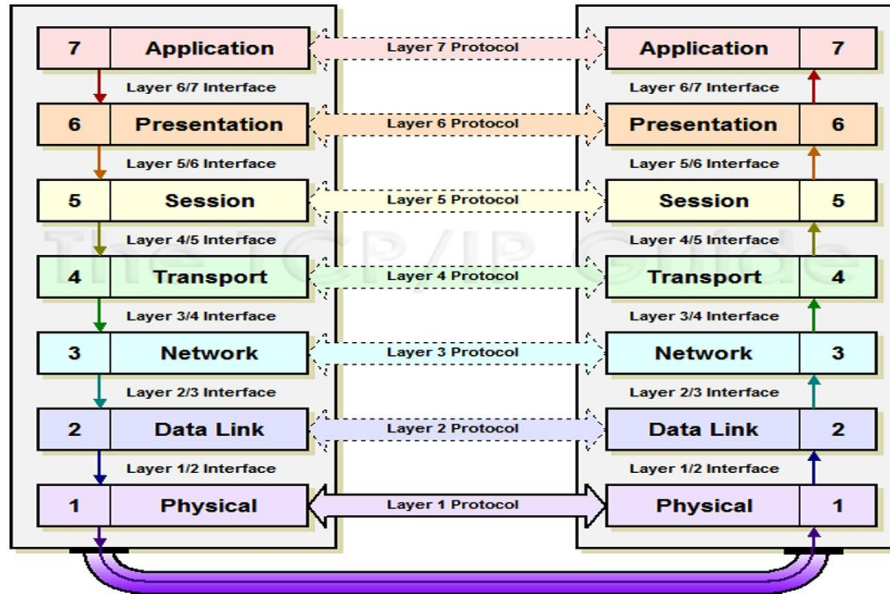 7 Application Layer 7 Protocol Application 7
Layer 6/7 Interface Layer 6/7 Interface
6 Presentation Layer 6 Protocol Presentation 6
Layer 5/6 Interface Layer 5/6 Interface
5 Session Layer 5 Protocol Session 5
Layer 4/5 Interface Layer 4/5 Interface
The TCP/IP Guide
4 Transport Layer 4 Protocol Transport 4
Layer 3/4 Interface Layer 3/4 Interface
3 Network Layer 3 Protocol Network 3
Layer 2/3 Interface Layer 2/3 Interface
2 Data Link Layer 2 Protocol Data Link 2
Layer 1/2 Interface Layer 1/2 Interface
1 Physical Layer 1 Protocol Physical 1